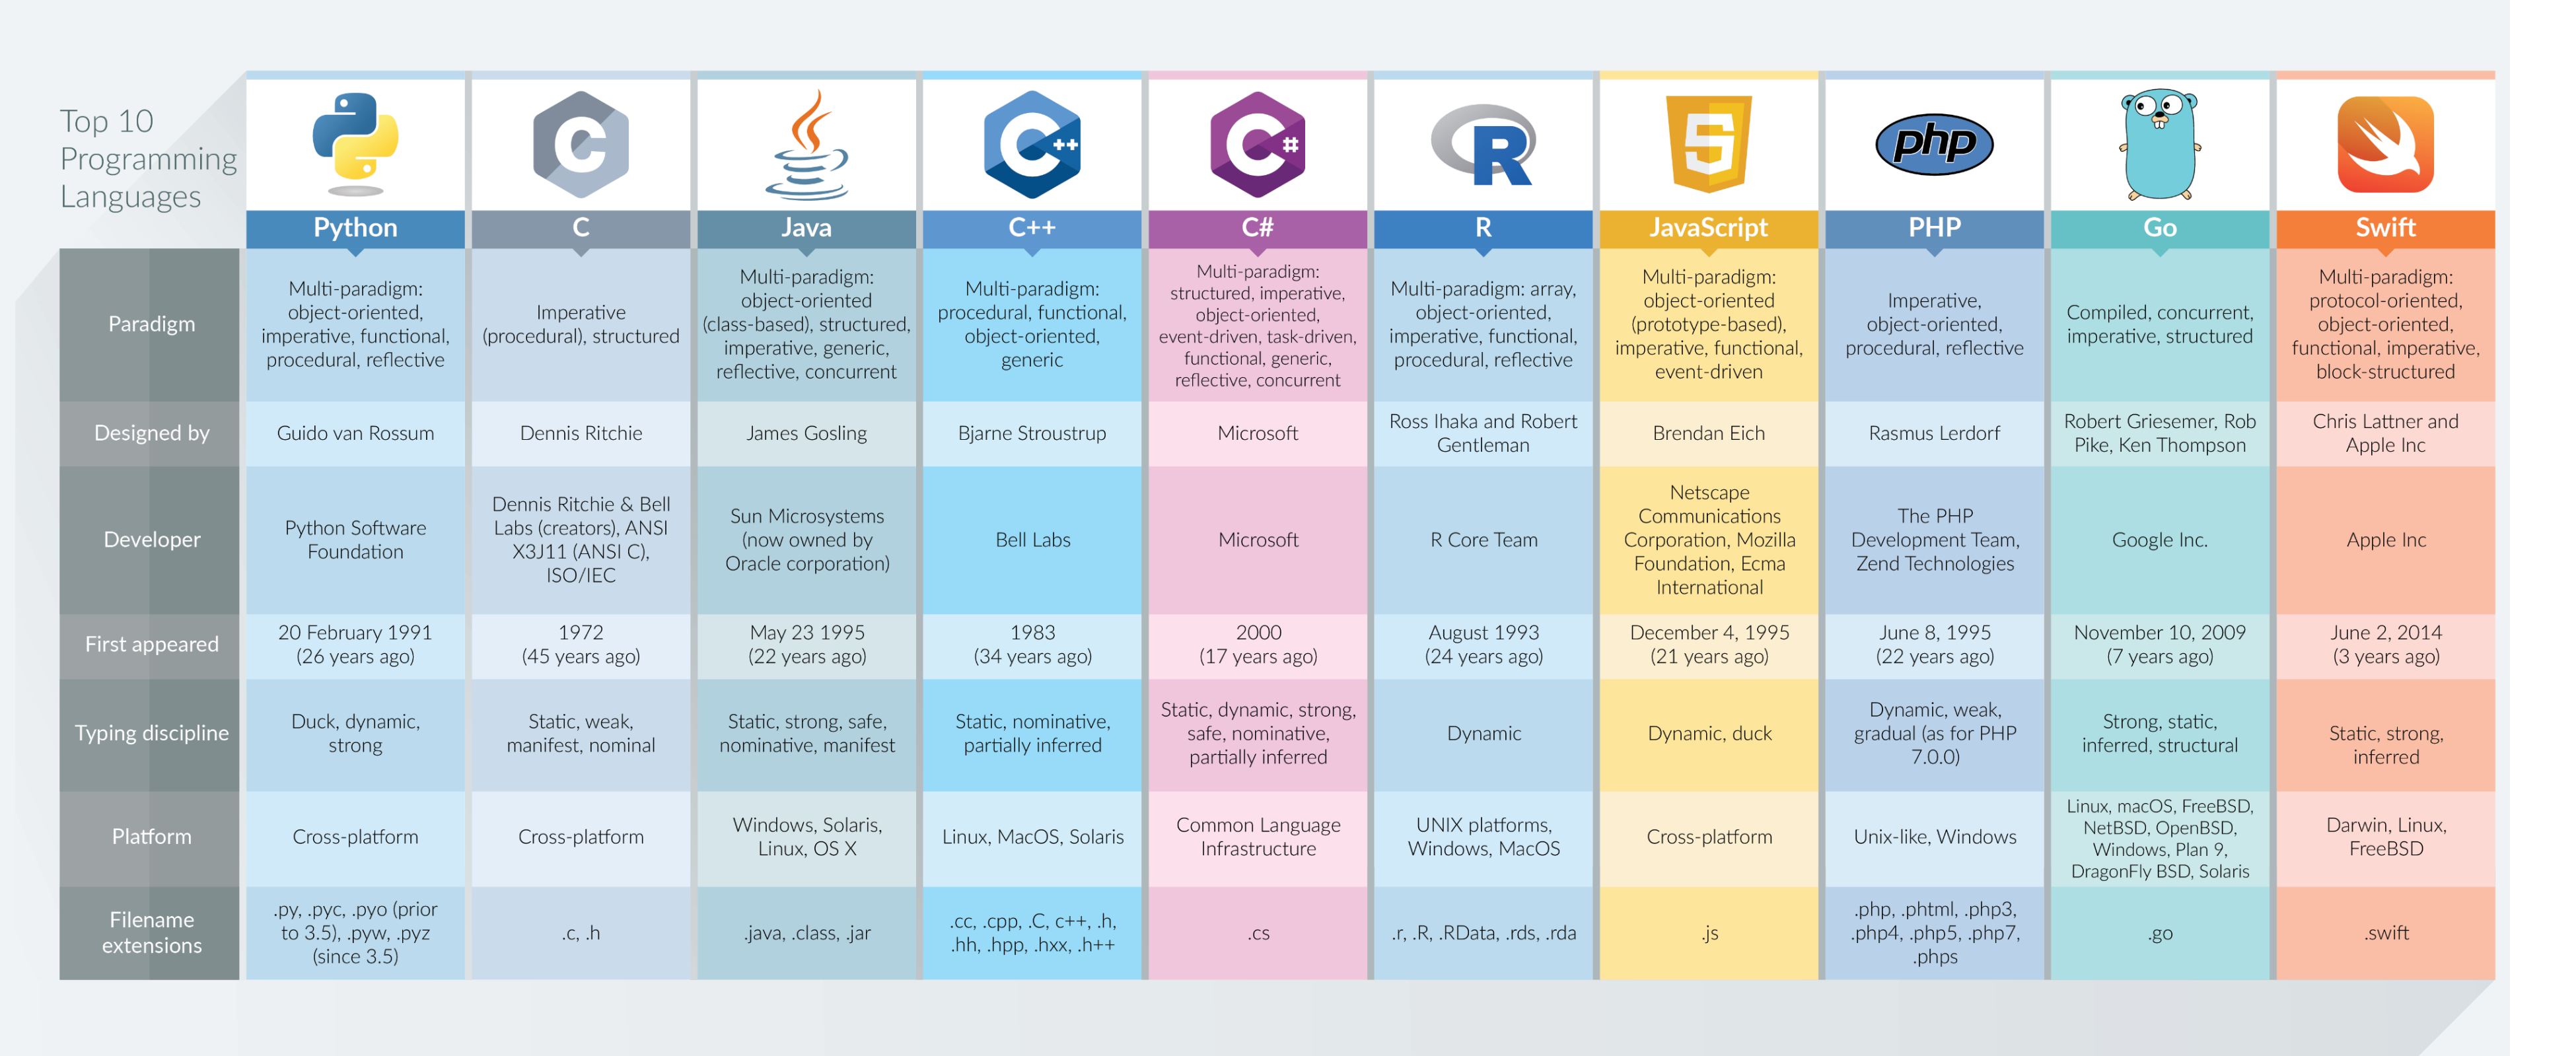 Top 10
Programming
Languages
C
C
++
C
#
R
5
php
Python
C
Java
C++
C#
R
JavaScript
PHP
Go
Swift
Paradigm
Multi-paradigm:
object-oriented,
imperative, functional,
procedural, reflective
Imperative
(procedural), structured
Multi-paradigm:
object-oriented
(class-based), structured,
imperative, generic,
reflective, concurrent
Multi-paradigm:
procedural, functional,
object-oriented,
generic
Multi-paradigm:
structured, imperative,
object-oriented,
event-driven, task-driven,
functional, generic,
reflective, concurrent
Multi-paradigm: array,
object-oriented,
imperative, functional,
procedural, reflective
Multi-paradigm:
object-oriented
(prototype-based),
imperative, functional,
event-driven
Imperative,
object-oriented,
procedural, reflective
Compiled, concurrent,
imperative, structured
Multi-paradigm:
protocol-oriented,
object-oriented,
functional, imperative,
block-structured
Designed by
Guido van Rossum
Dennis Ritchie
James Gosling
Bjarne Stroustrup
Microsoft
Ross Ihaka and Robert
Gentleman
Brendan Eich
Rasmus Lerdorf
Robert Griesemer, Rob
Pike, Ken Thompson
Chris Lattner and
Apple Inc
Developer
Python Software
Foundation
Dennis Ritchie & Bell
Labs (creators), ANSI
X3J11 (ANSI C),
ISO/IEC
Sun Microsystems
(now owned by
Oracle corporation)
Bell Labs
Microsoft
R Core Team
Netscape
Communications
Corporation, Mozilla
Foundation, Ecma
International
The PHP
Development Team,
Zend Technologies
Google Inc.
Apple Inc
First appeared
20 February 1991
(26 years ago)
1972
(45 years ago)
May 23 1995
(22 years ago)
1983
(34 years ago)
2000
(17 years ago)
August 1993
(24 years ago)
December 4, 1995
(21 years ago)
June 8, 1995
(22 years ago)
November 10, 2009
(7 years ago)
June 2, 2014
(3 years ago)
Typing discipline
Duck, dynamic,
strong
Static, weak,
manifest, nominal
Static, strong, safe,
nominative, manifest
Static, nominative,
partially inferred
Static, dynamic, strong,
safe, nominative,
partially inferred
Dynamic
Dynamic, duck
Dynamic, weak,
gradual (as for PHP
7.0.0)
Strong, static,
inferred, structural
Static, strong,
inferred
Platform
Cross-platform
Cross-platform
Windows, Solaris,
Linux, OS X
Linux, MacOS, Solaris
Common Language
Infrastructure
UNIX platforms,
Windows, MacOS
Cross-platform
Unix-like, Windows
Linux, macOS, FreeBSD,
NetBSD, OpenBSD,
Windows, Plan 9,
DragonFly BSD, Solaris
Darwin, Linux,
FreeBSD
Filename
extensions
.py, .pyc, .pyo (prior
to 3.5), .pyw, .pyz
(since 3.5)
.c, .h
.java, .class, .jar
.cc, .cpp, .C, c++, .h,
.hh, .hpp, .hxx, .h++
.cs
.r, .R, .RData, .rds, .rda
.js
.php, .phtml, .php3,
.php4, .php5, .php7,
.phps
.go
.swift